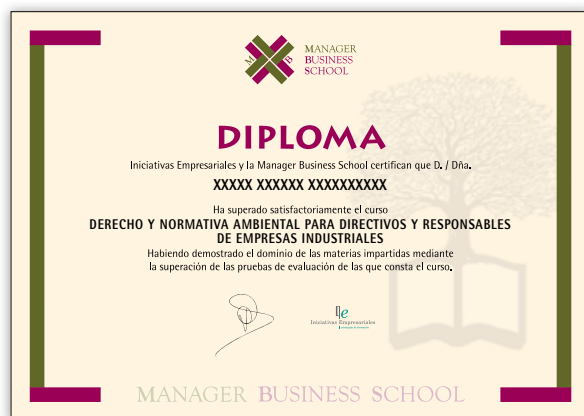 M B
MANAGER
BUSINESS
SCHOOL
DIPLOMA
Iniciativas Empresariales y la Manager Business School certifican que D. / Dña.
XXXXX XXXXXX XXXXXXXXXX
Ha superado satisfactoriamente el curso
DERECHO Y NORMATIVA AMBIENTAL PARA DIRECTIVOS Y RESPONSABLES
DE EMPRESAS INDUSTRIALES
Habiendo demostrado el dominio de las materias impartidas mediante
la superación de las pruebas de evaluación de las que consta el curso.
Ie
Iniciativas Empresariales
MANAGER BUSINESS SCHOOL